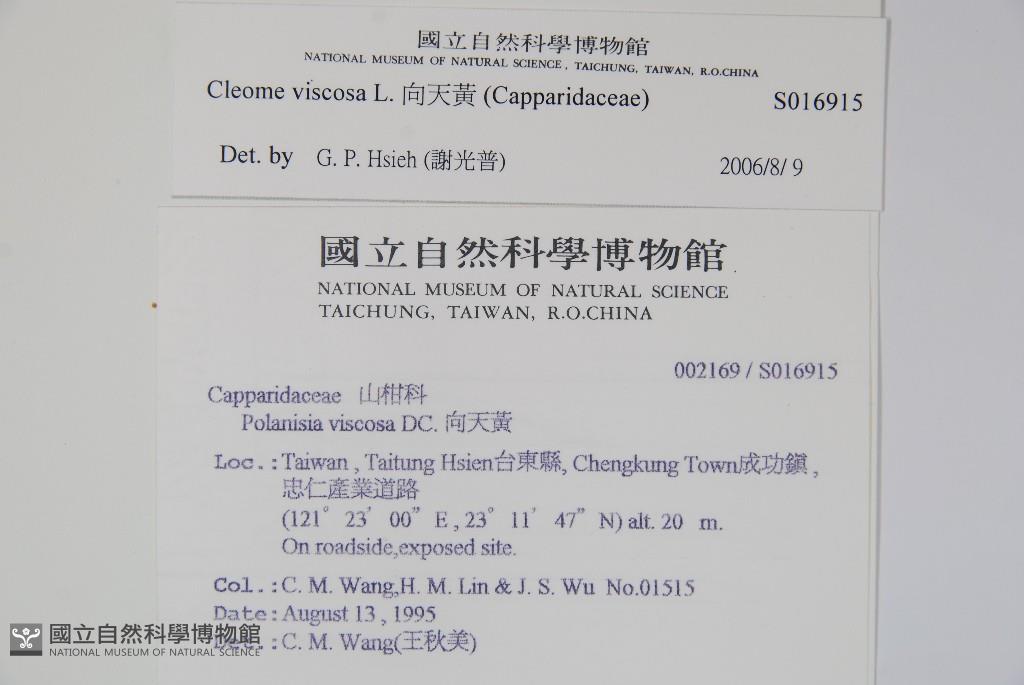 國立自然科學博物館
NATIONAL MUSEUM OF NATURAL SCIENCE, TAICHUNG, TAIWAN, R.O.CHINA
Cleome viscosa L. 向天黃 (Capparidaceae) S016915
Det. by G. P. Hsieh (謝光普) 2006/8/ 9
國立自然科學博物館
NATIONAL MUSEUM OF NATURAL SCIENCE
TAICHUNG, TAIWAN, R.O.CHINA
002169 / S016915
Capparidaceae 山柑科
Polanisia viscosa DC. 向天黃
Loc.: Taiwan , Taitung Hsien台東縣, Chengkung Town成功鎮 ,
忠仁產業道路
(121° 23' 00" E , 23° 11' 47" N) alt. 20 m.
On roadside,exposed site.
Col.: C. M. Wang,H. M. Lin & J. S. Wu No.01515
Date: August 13 , 1995
C. M. Wang(王秋美)
國立自然科學博物館
NATIONAL MUSEUM OF NATURAL SCIENCE